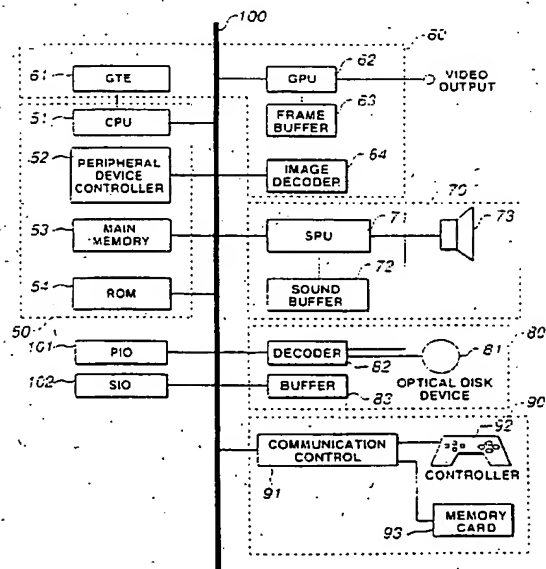 100
60
61
GTE
GPU
62
VIDEO
OUTPUT
51
CPU
FRAME
BUFFER
63
52
PERIPHERAL
DEVICE
CONTROLLER
IMAGE
DECODER
64
70
53
MAIN
MEMORY
SPU
71
73
54
ROM
72
SOUND
BUFFER
50
80
101
PIO
DECODER
82
81
OPTICAL DISK
DEVICE
102
SIO
BUFFER
83
90
92
COMMUNICATION
CONTROL
91
CONTROLLER
MEMORY
CARD
93